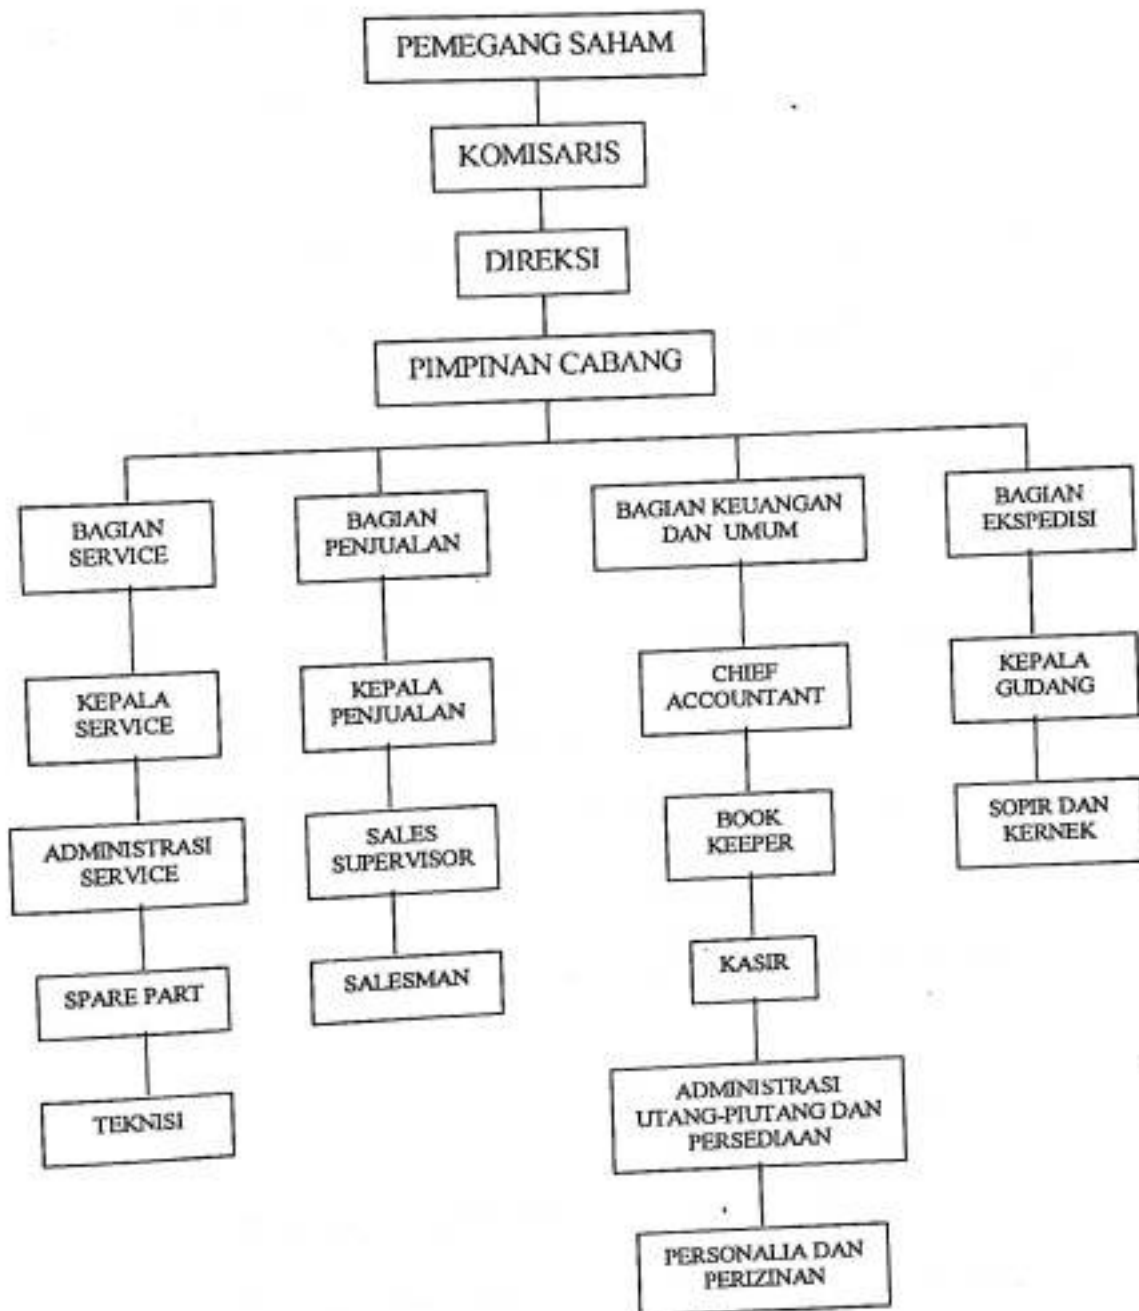 PEMEGANG SAHAM
KOMISARIS
DIREKSI
PIMPINAN CABANG
BAGIAN
SERVICE
BAGIAN
PENJUALAN
BAGIAN KEUANGAN
DAN UMUM
BAGIAN
EKSPEDISI
KEPALA
SERVICE
KEPALA
PENJUALAN
CHIEF
ACCOUNTANT
KEPALA
GUDANG
ADMINISTRASI
SERVICE
SALES
SUPERVISOR
BOOK
KEEPER
SOPIR DAN
KERNEK
SPARE PART
SALESMAN
KASIR
TEKNISI
ADMINISTRASI
UTANG-PIUTANG DAN
PERSEDIAAN
PERSONALIA DAN
PERIZINAN